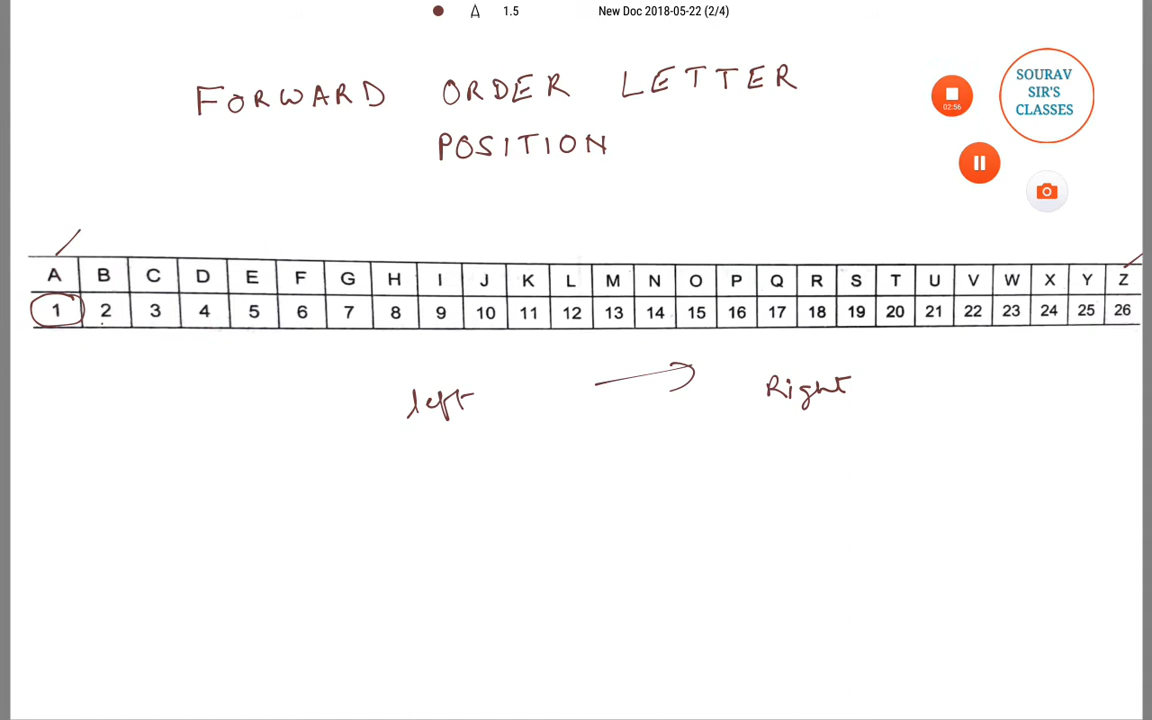 A 1.5 New Doc 2018-05-22 (2/4)
FORWARD ORDER LETTER
POSITION
SOURAV
SIR'S
CLASSES
02:56
A B C D E F G H I J K L M N O P Q R S T U V W X Y Z
1 2 3 4 5 6 7 8 9 10 11 12 13 14 15 16 17 18 19 20 21 22 23 24 25 26
left Right